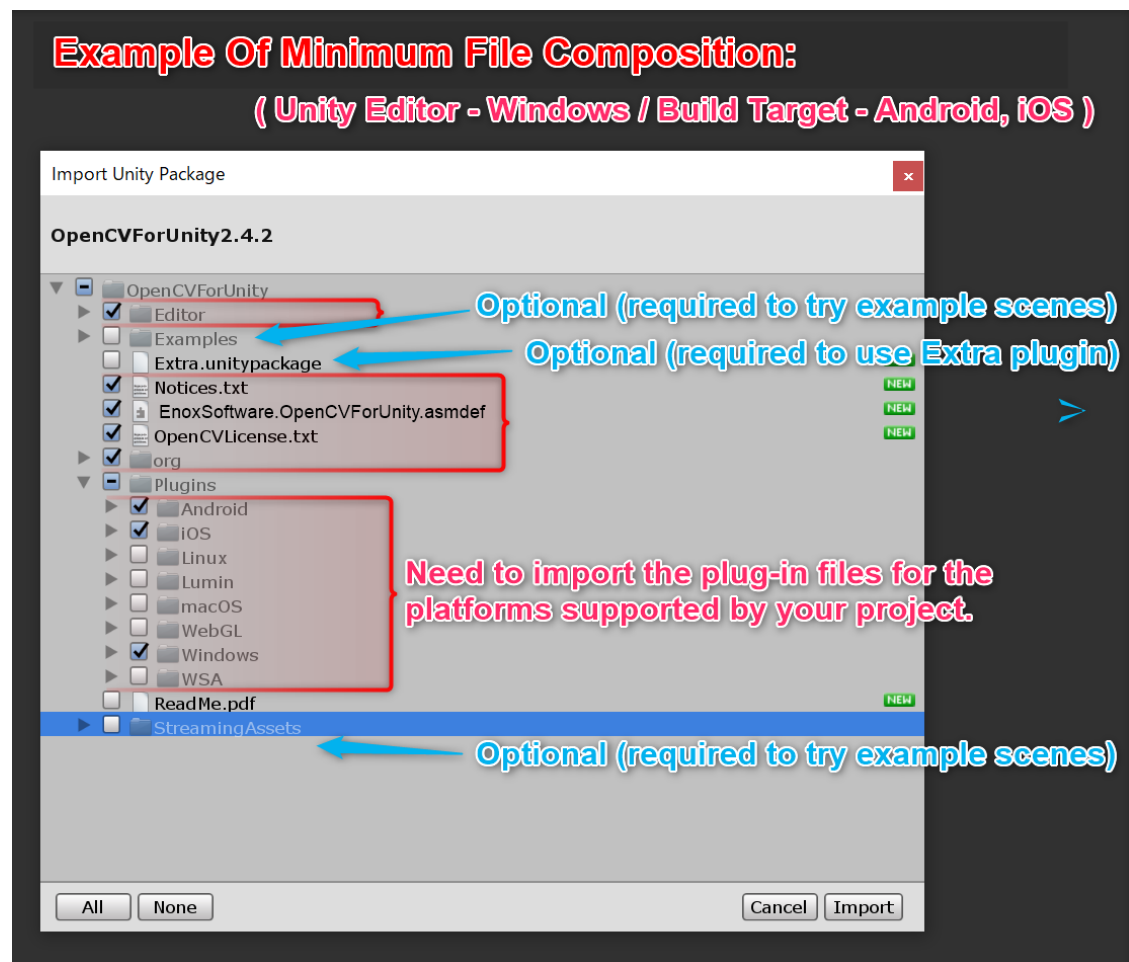 Example Of Minimum File Composition:
( Unity Editor - Windows / Build Target - Android, iOS )
Import Unity Package
x
OpenCVForUnity2.4.2
OpenCVForUnity
Editor
Optional (required to try example scenes)
Examples
Extra.unitypackage
Optional (required to use Extra plugin)
Notices.txt
NEW
EnoxSoftware.OpenCVForUnity.asmdef
NEW
OpenCVLicense.txt
NEW
org
Plugins
Android
iOS
Linux
Lumin
macOS
WebGL
Windows
WSA
Need to import the plug-in files for the
platforms supported by your project.
ReadMe.pdf
NEW
StreamingAssets
Optional (required to try example scenes)
All
None
Cancel
Import